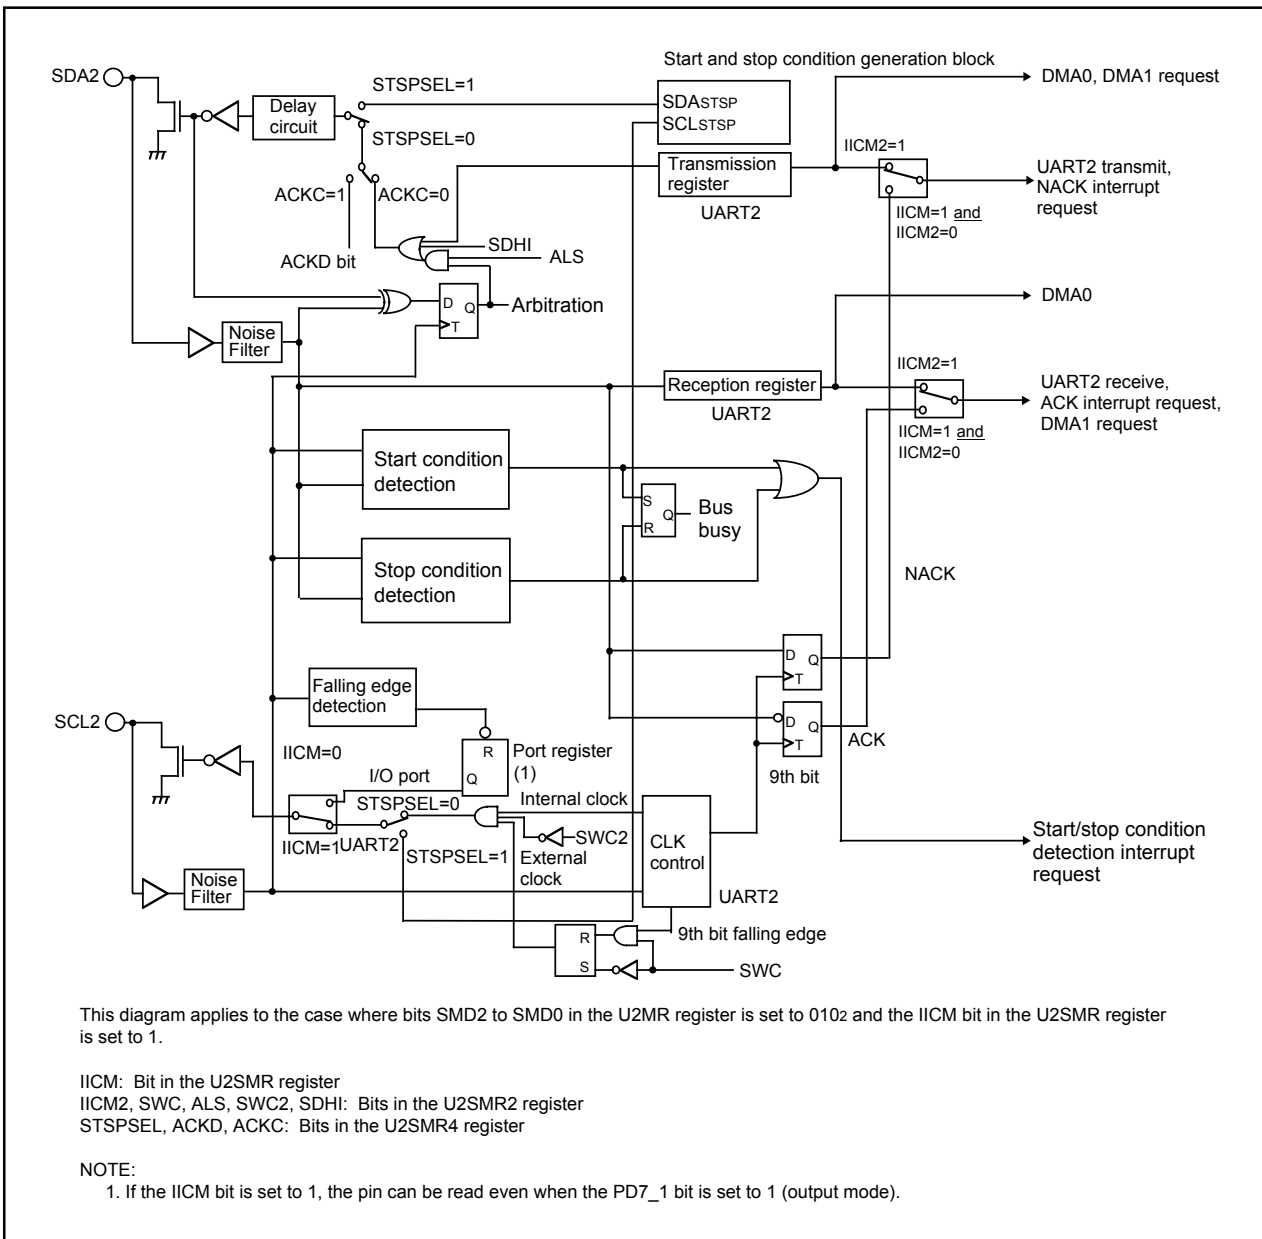 Start and stop condition generation block
SDA2
STSPSEL=1
DMA0, DMA1 request
Delay
circuit
SDASTSP
SCLSTSP
STSPSEL=0
IICM2=1
Transmission
register
UART2 transmit,
NACK interrupt
request
ACKC=1
ACKC=0
UART2
IICM=1 and
IICM2=0
SDHI
ALS
ACKD bit
D
Q
T
Arbitration
DMA0
Noise
Filter
IICM2=1
Reception register
UART2
UART2 receive,
ACK interrupt request,
DMA1 request
IICM=1 and
IICM2=0
Start condition
detection
S
R
Q
Bus
busy
Stop condition
detection
NACK
D
Q
T
Falling edge
detection
SCL2
D
Q
T
ACK
9th bit
IICM=0
R
Q
Port register
(1)
I/O port
STSPSEL=0
Internal clock
SWC2
IICM=1
UART2
STSPSEL=1
External
clock
CLK
control
UART2
Start/stop condition
detection interrupt
request
Noise
Filter
R
S
9th bit falling edge
SWC
This diagram applies to the case where bits SMD2 to SMD0 in the U2MR register is set to 0102 and the IICM bit in the U2SMR register
is set to 1.
IICM: Bit in the U2SMR register
IICM2, SWC, ALS, SWC2, SDHI: Bits in the U2SMR2 register
STSPSEL, ACKD, ACKC: Bits in the U2SMR4 register
NOTE:
1. If the IICM bit is set to 1, the pin can be read even when the PD7_1 bit is set to 1 (output mode).